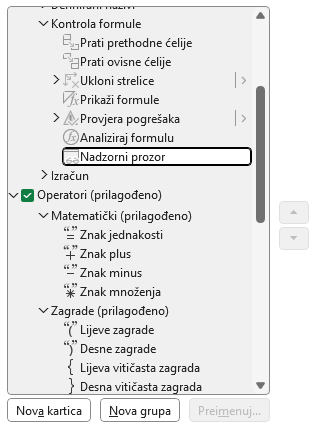 Definirani nazivi
Kontrola formule
Prati prethodne ćelije
Prati ovisne ćelije
Ukloni strelice
Prikaži formule
Provjera pogrešaka
Analiziraj formulu
Nadzorni prozor
Izračun
Operatori (prilagođeno)
Matematički (prilagođeno)
Znak jednakosti
Znak plus
Znak minus
Znak množenja
Zagrade (prilagođeno)
Lijeve zagrade
Desne zagrade
Lijeva vitičasta zagrada
Desna vitičasta zagrada
Nova kartica
Nova grupa
Preimenuj...